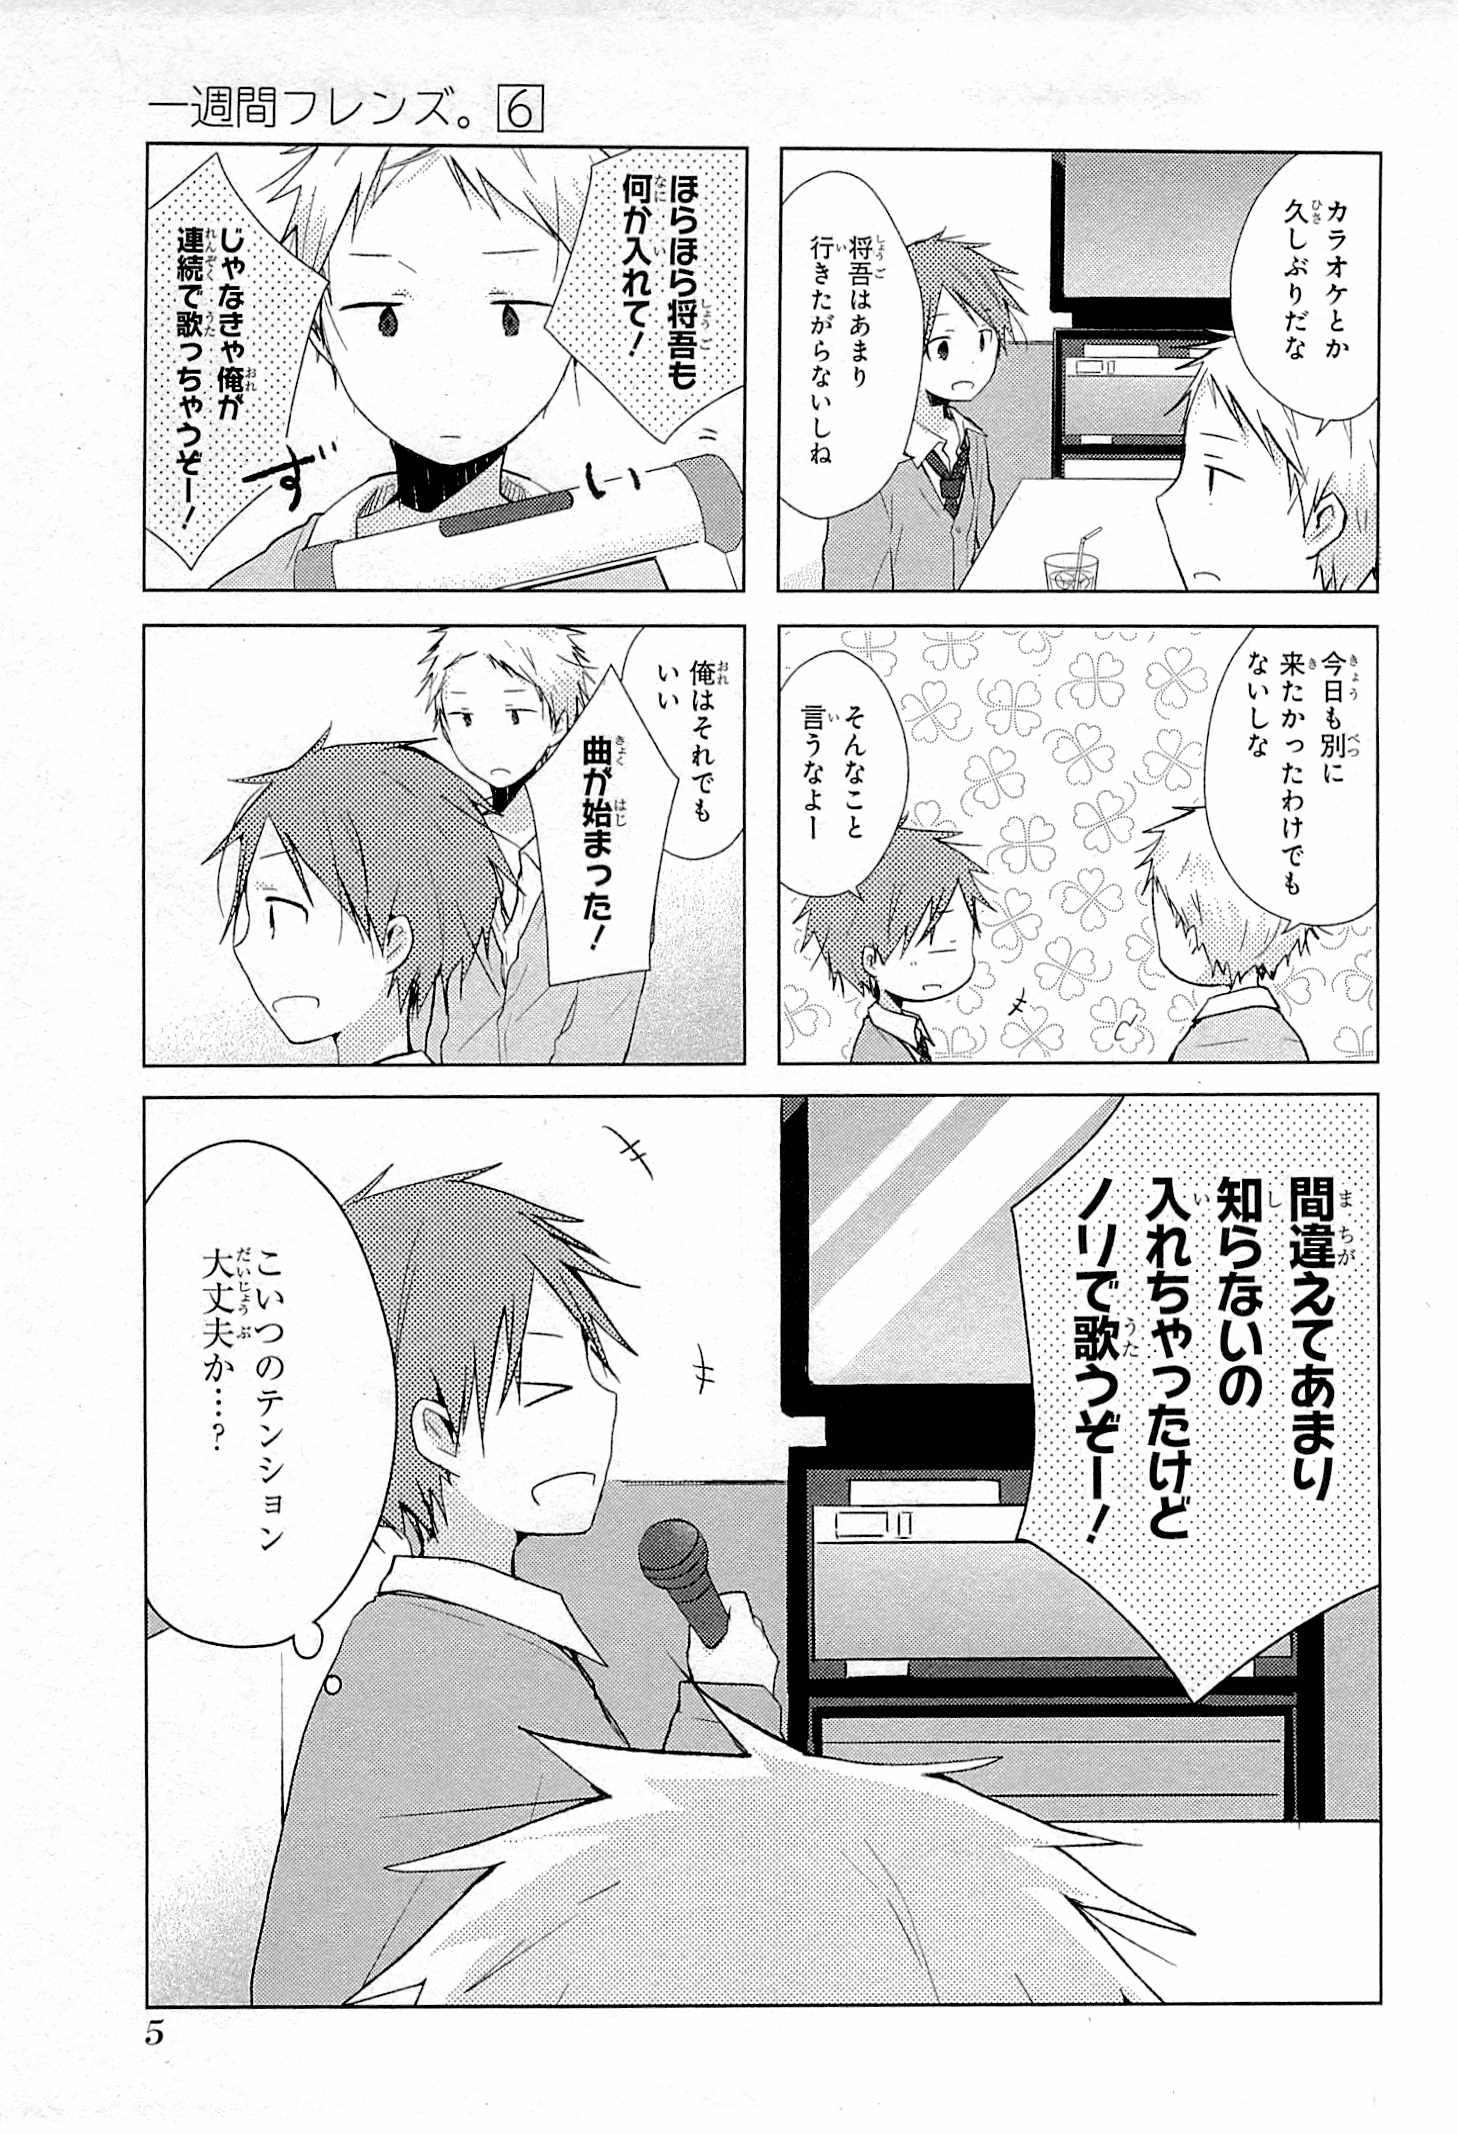 一週間フレンズ。6
カラオケとか
久しぶりだな
将吾はあまり
行きたがらないしね
今日も別に
来たかったわけでも
ないしな
そんなこと
言うなよー
ほらほら将吾も
何か入れて！
じゃなきゃ俺が
連続で歌っちゃうぞー！
ずい
俺はそれでも
いい
曲が始まった！
間違えてあまり
知らないの
入れちゃったけど
ノリで歌うぞー！
こいつのテンション
大丈夫か…？
5